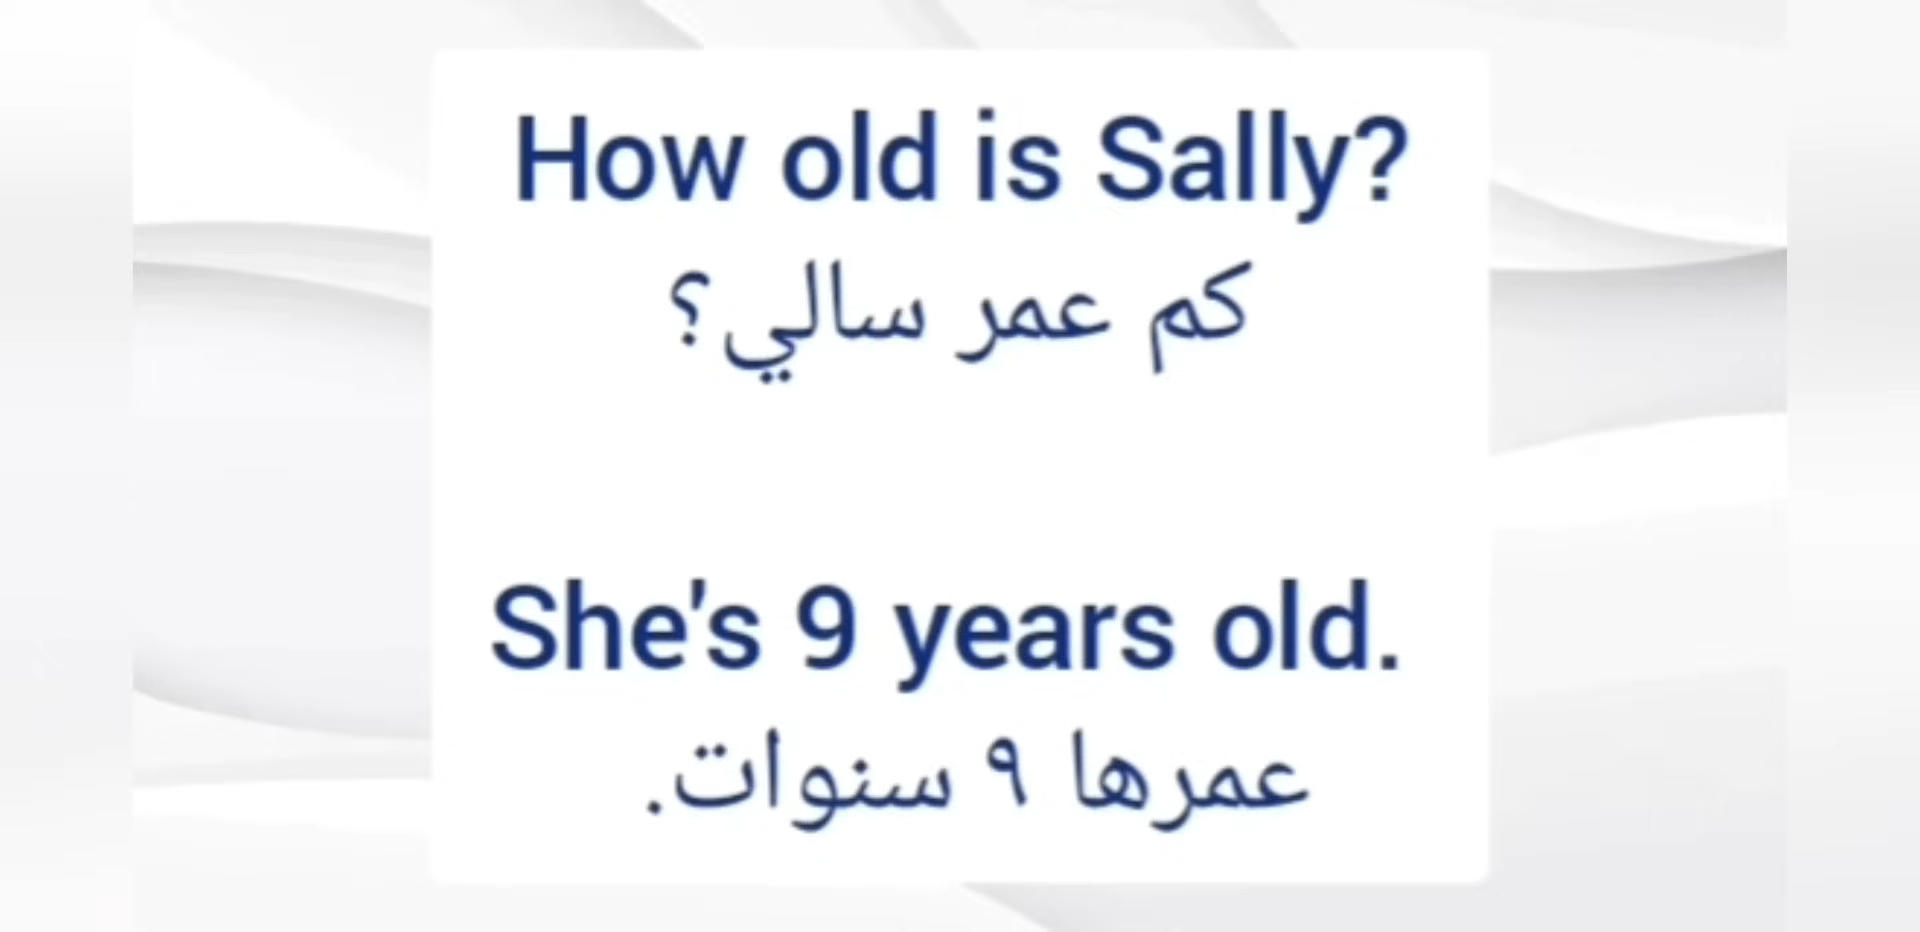 How old is Sally?
كم عمر سالي؟
She's 9 years old.
عمرها ٩ سنوات.